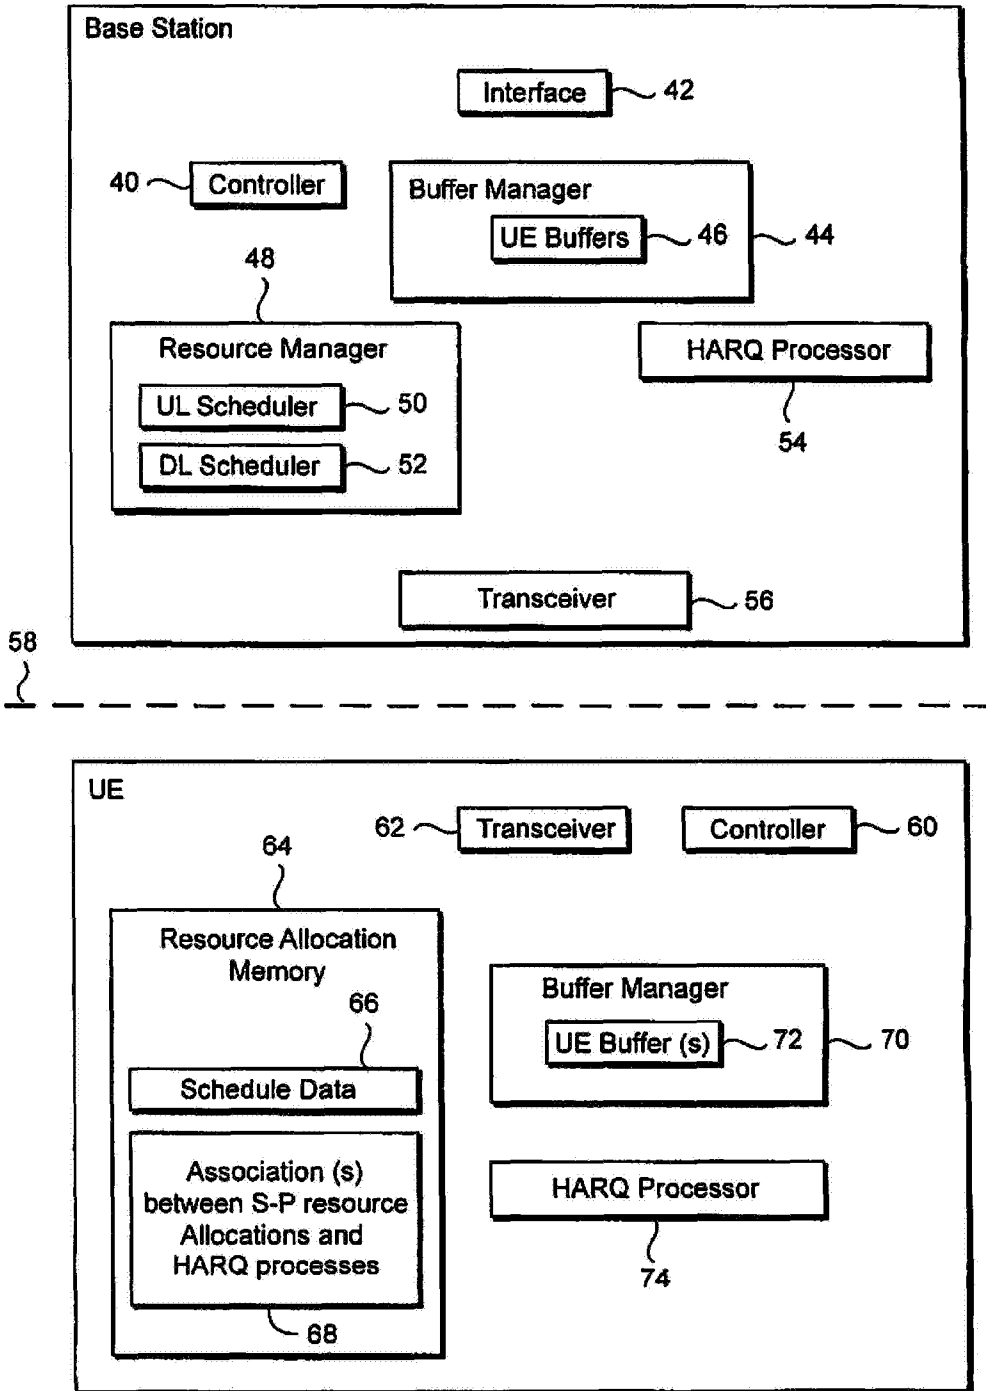 Base Station
Interface
42
40
Controller
Buffer Manager
UE Buffers
46
44
48
Resource Manager
UL Scheduler
50
DL Scheduler
52
HARQ Processor
54
Transceiver
56
58
UE
62
Transceiver
Controller
60
64
Resource Allocation
Memory
66
Schedule Data
Association (s)
between S-P resource
Allocations and
HARQ processes
68
Buffer Manager
UE Buffer (s)
72
70
HARQ Processor
74